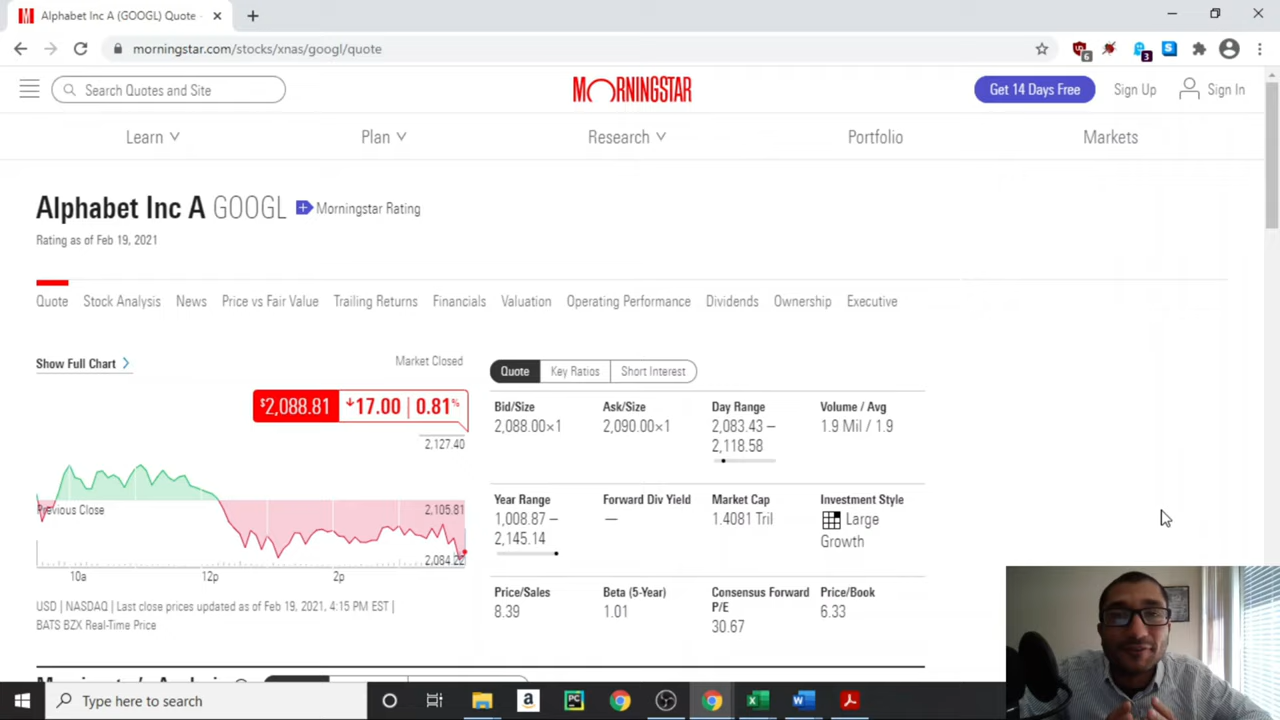 Alphabet Inc A (GOOGL) Quote
morningstar.com/stocks/xnas/googl/quote
6
3
Search Quotes and Site
MORNINGSTAR
Get 14 Days Free
Sign Up
Sign In
Learn
Plan
Research
Portfolio
Markets
Alphabet Inc A GOOGL
Morningstar Rating
Rating as of Feb 19, 2021
Quote Stock Analysis News Price vs Fair Value Trailing Returns Financials Valuation Operating Performance Dividends Ownership Executive
Show Full Chart
Market Closed
$2,088.81 17.00 | 0.81%
2,127.40
Previous Close
2,105.81
2,084.22
10a 12p 2p
USD | NASDAQ | Last close prices updated as of Feb 19, 2021, 4:15 PM EST |
BATS BZX Real-Time Price
Quote Key Ratios Short Interest
Bid/Size
2,088.00×1
Ask/Size
2,090.00×1
Day Range
2,083.43 –
2,118.58
Volume / Avg
1.9 Mil / 1.9
Year Range
1,008.87 –
2,145.14
Forward Div Yield
—
Market Cap
1.4081 Tril
Investment Style
Large
Growth
Price/Sales
8.39
Beta (5-Year)
1.01
Consensus Forward
P/E
30.67
Price/Book
6.33
Type here to search